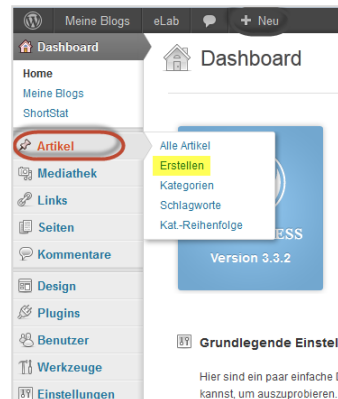 Meine Blogs eLab + Neu
Dashboard
Home
Meine Blogs
ShortStat
Artikel
Mediathek
Links
Seiten
Kommentare
Design
Plugins
Benutzer
Werkzeuge
Einstellungen
Dashboard
Alle Artikel
Erstellen
Kategorien
Schlagworte
Kat.-Reihenfolge
ESS
Version 3.3.2
Grundlegende Einstel
Hier sind ein paar einfache
kannst, um auszuprobieren.